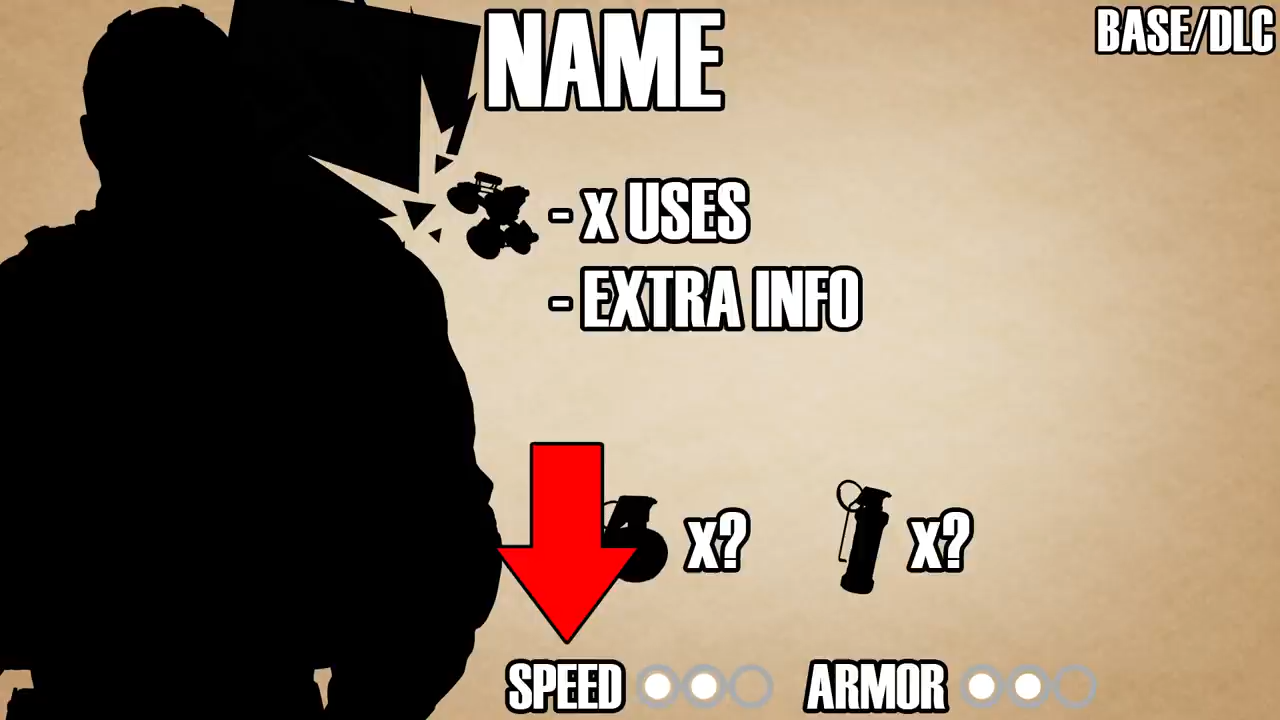 NAME
BASE/DLC
- x USES
- EXTRA INFO
x?
x?
SPEED
ARMOR